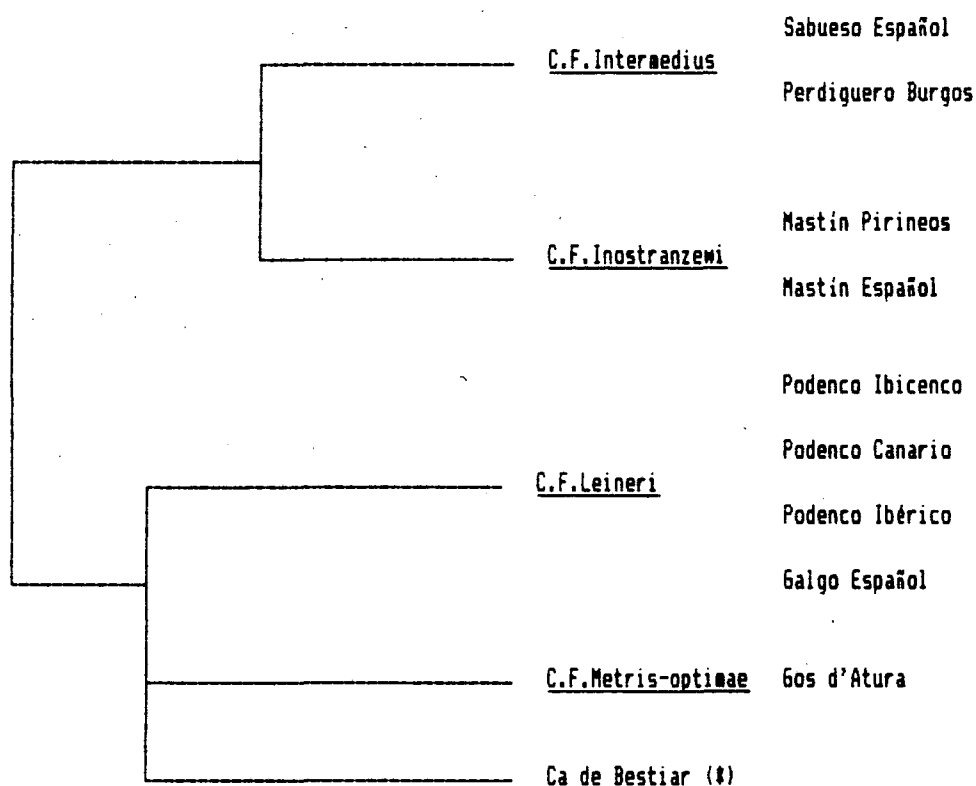 Sabueso Español
C.F.Intermedius
Perdiguero Burgos
Mastín Pirineos
C.F.Inostranzewi
Mastín Español
Podenco Ibicenco
Podenco Canario
C.F.Leineri
Podenco Ibérico
Galgo Español
C.F.Metris-optimae Gos d'Atura
Ca de Bestiar (*)